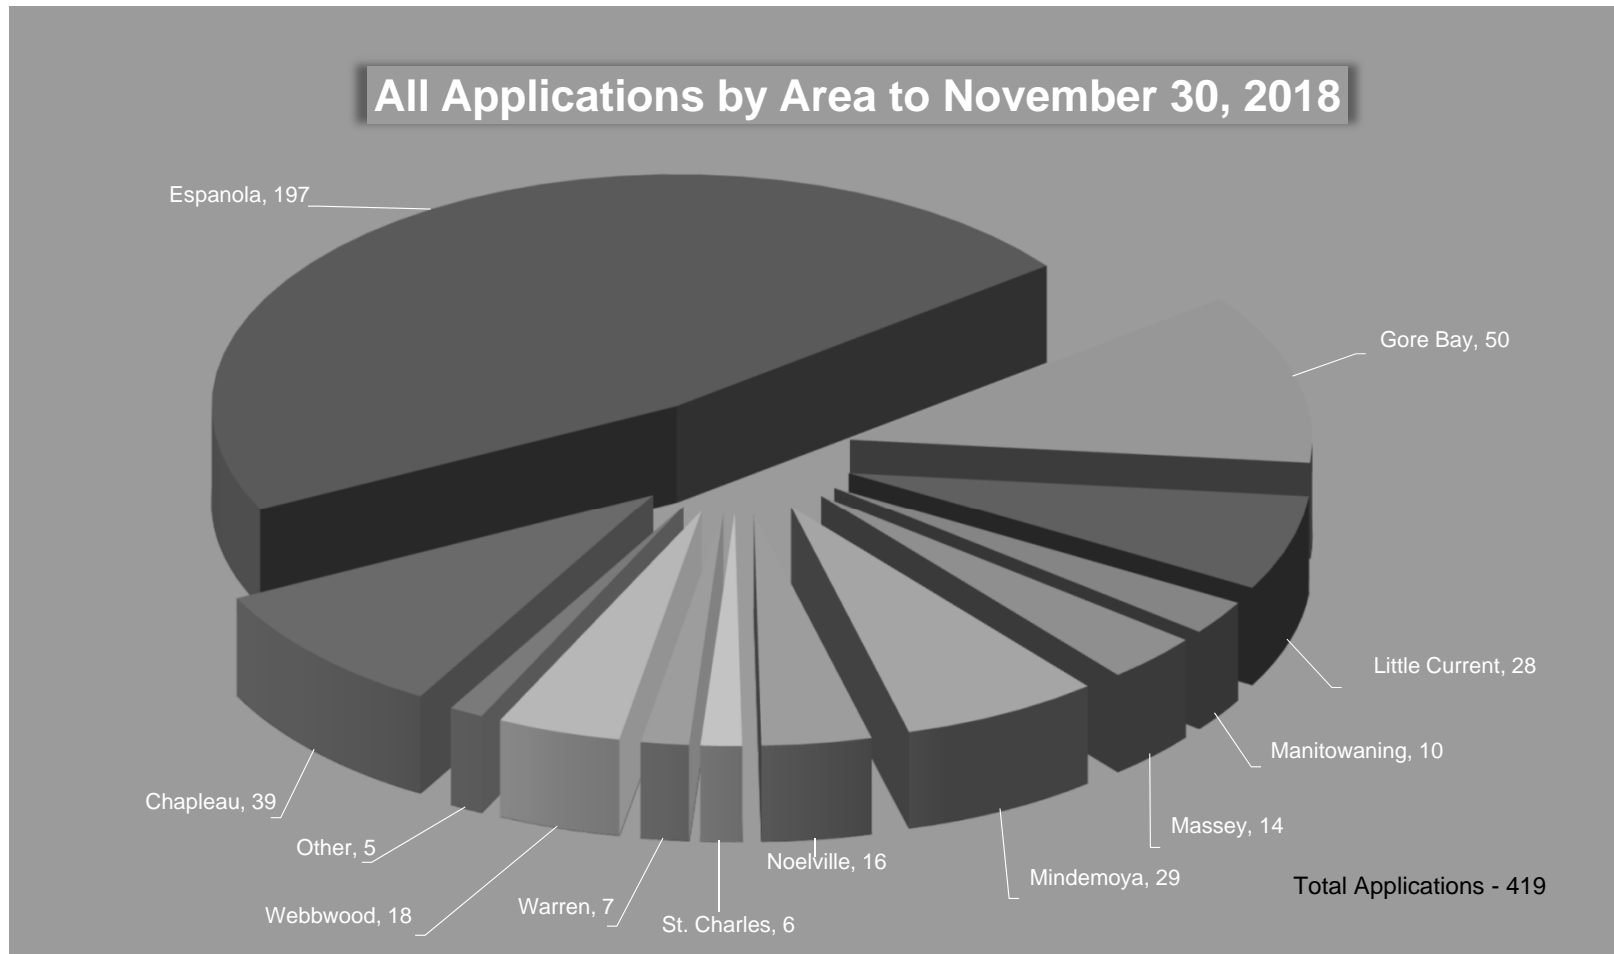 All Applications by Area to November 30, 2018
Espanola, 197
Gore Bay, 50
Little Current, 28
Manitowaning, 10
Massey, 14
Mindemoya, 29
Noelville, 16
St. Charles, 6
Warren, 7
Webbwood, 18
Other, 5
Chapleau, 39
Total Applications - 419